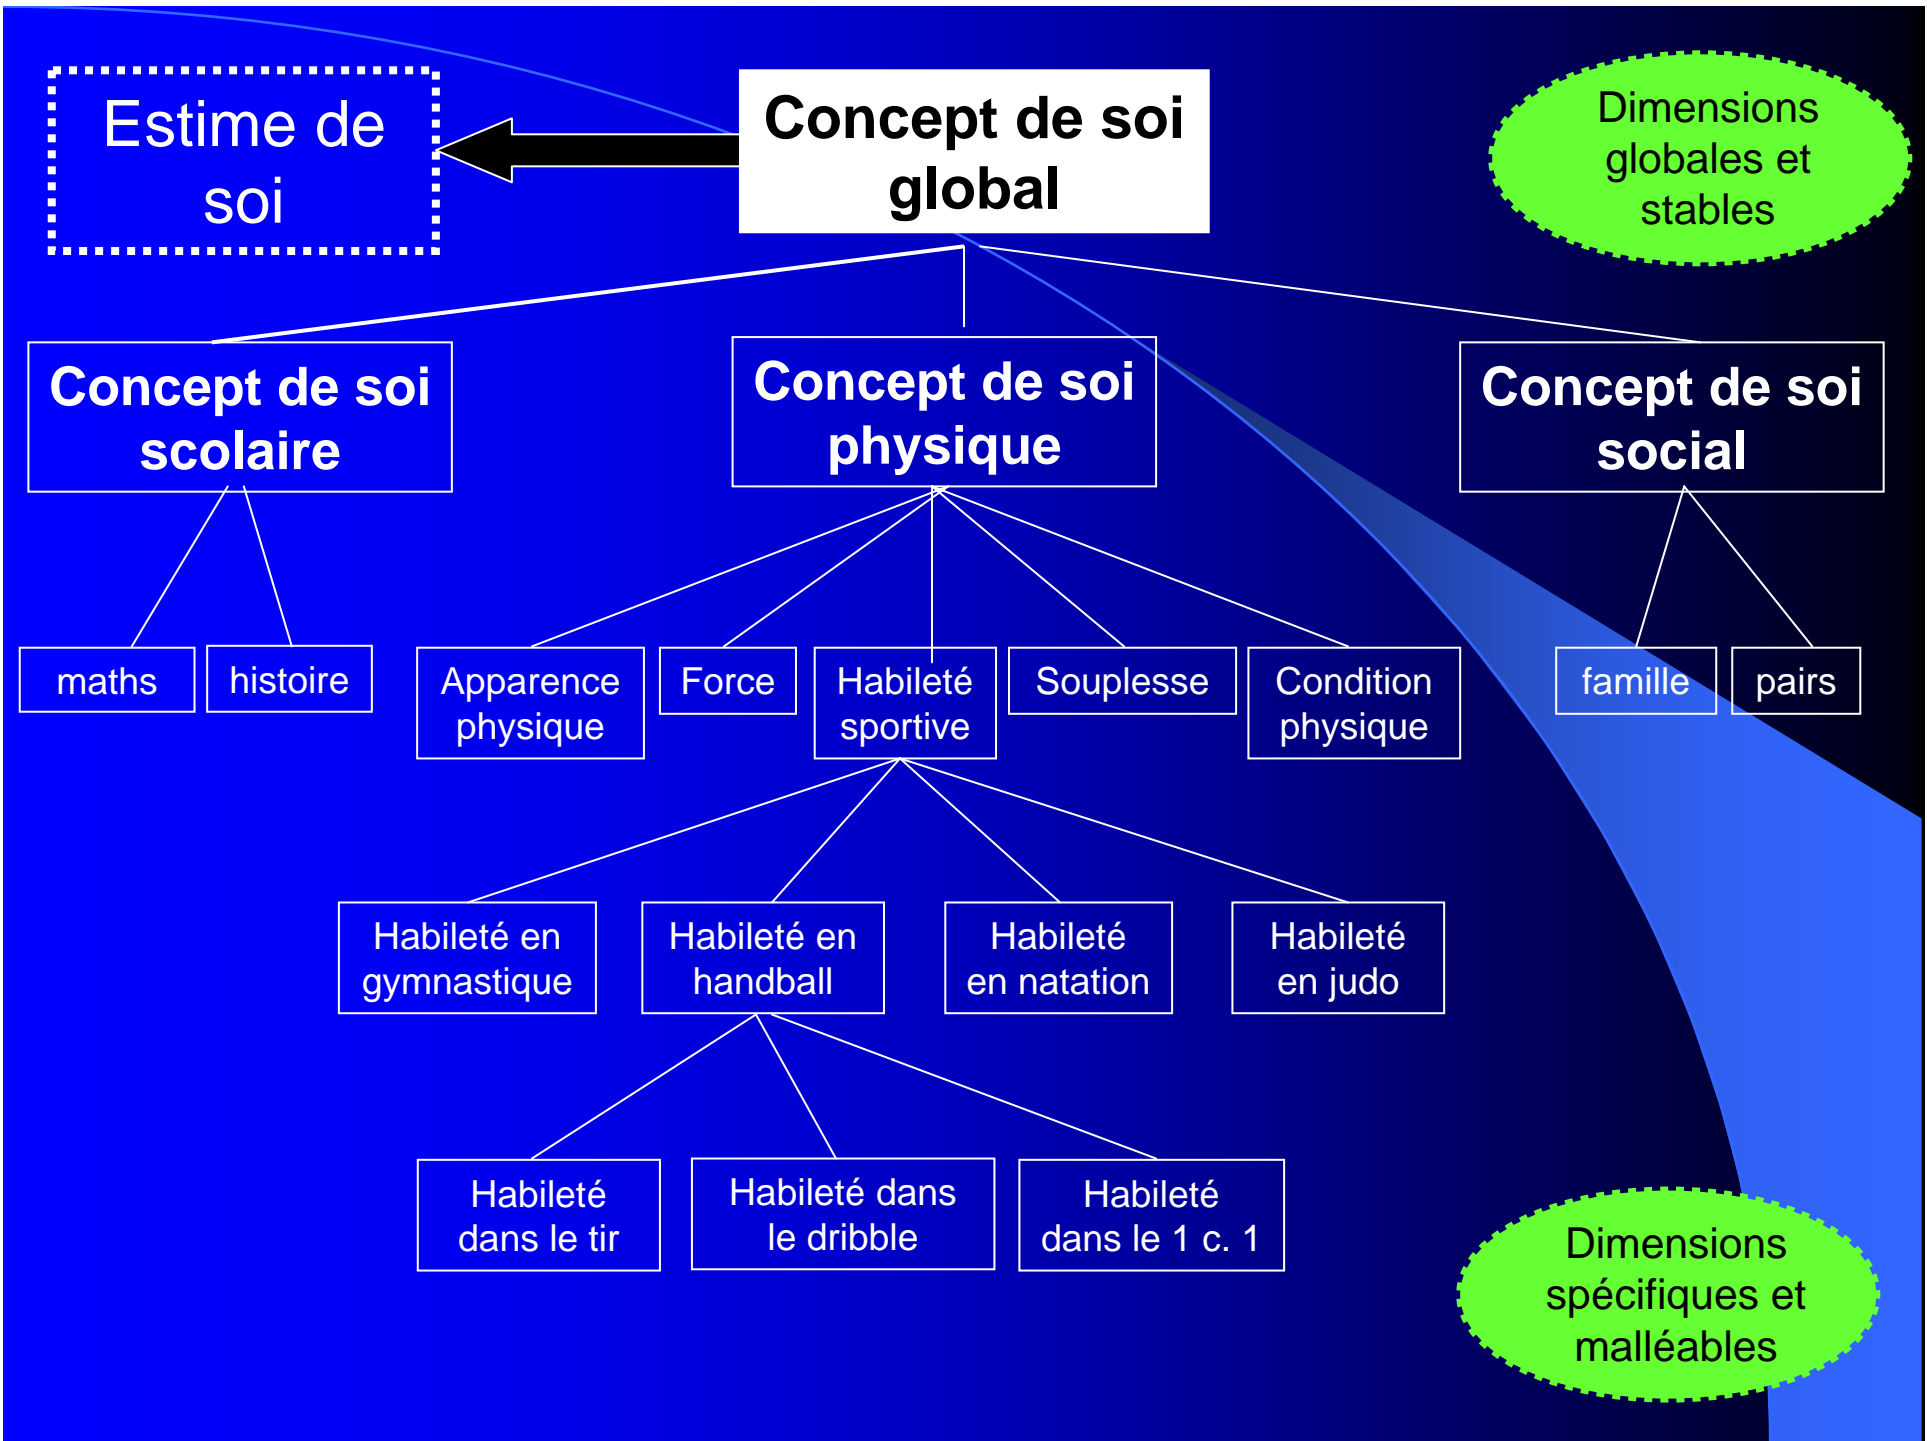 Estime de
soi
Concept de soi
global
Dimensions
globales et
stables
Concept de soi
scolaire
Concept de soi
physique
Concept de soi
social
maths
histoire
Apparence
physique
Force
Habileté
sportive
Souplesse
Condition
physique
famille
pairs
Habileté en
gymnastique
Habileté en
handball
Habileté
en natation
Habileté
en judo
Habileté
dans le tir
Habileté dans
le dribble
Habileté
dans le 1 c. 1
Dimensions
spécifiques et
malléables